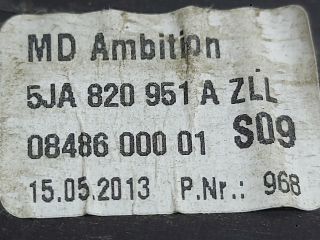 MD Ambition
5JA 820 951 A ZLL
08486 000 01 S09
15.05.2013 P.Nr.: 968